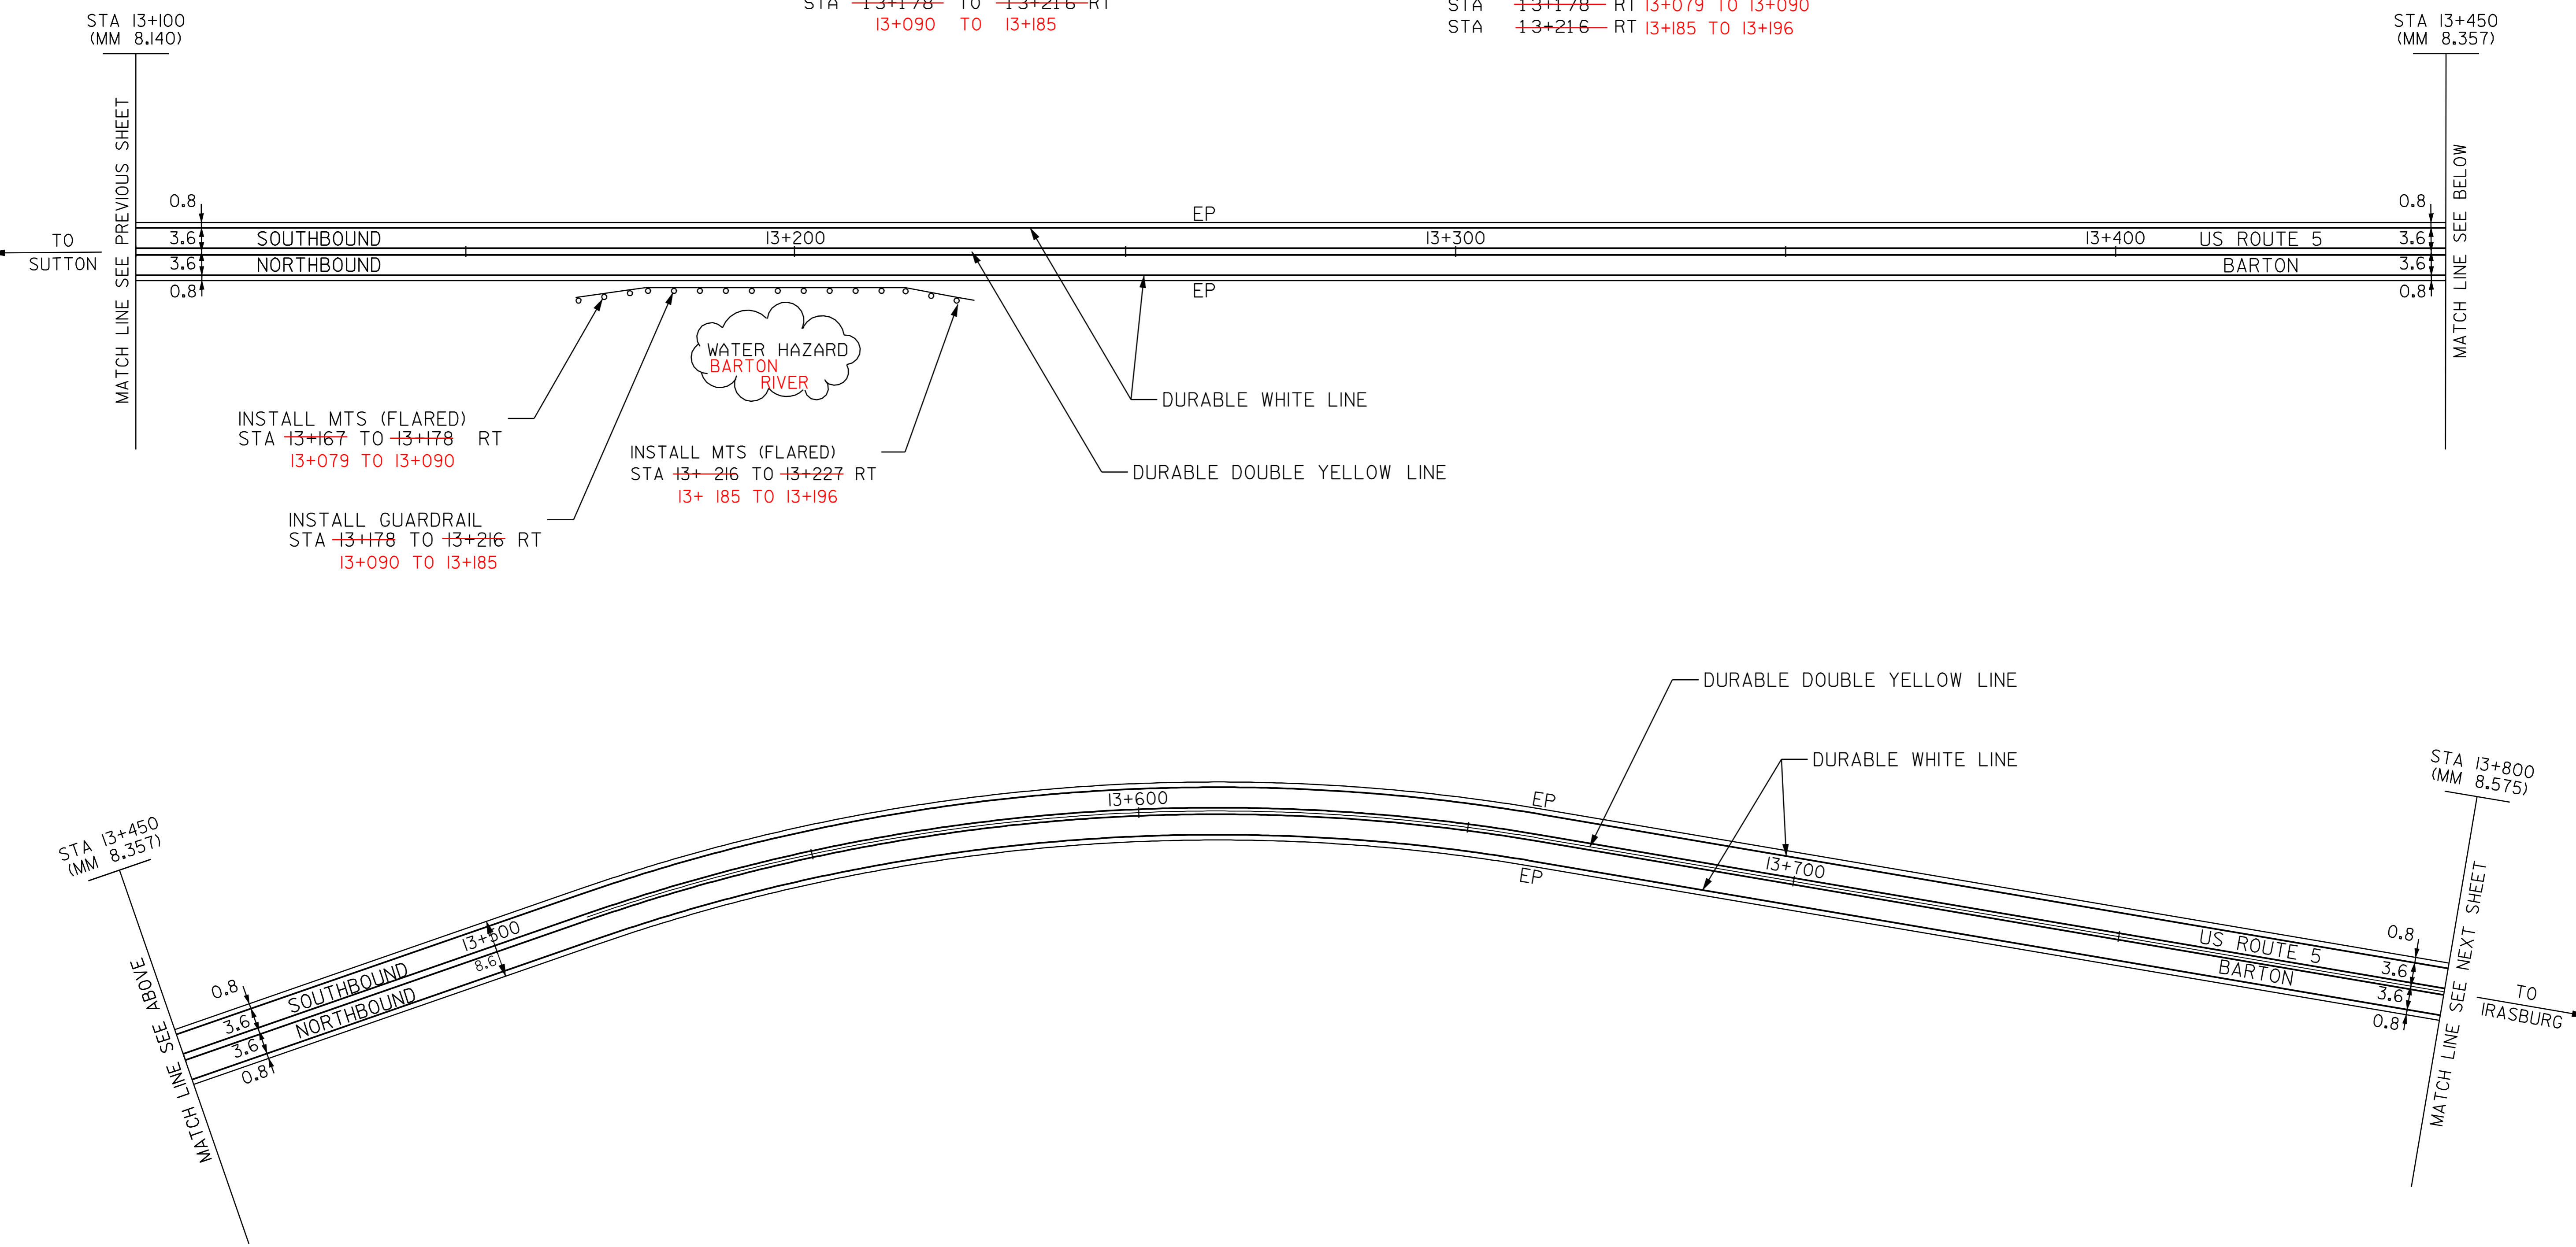 STA 13+178 TO 13+216 RT
13+090 TO 13+185
STA 13+178 RT 13+079 TO 13+090
STA 13+216 RT 13+185 TO 13+196
STA 13+100
(MM 8.140)
STA 13+450
(MM 8.357)
MATCH LINE SEE PREVIOUS SHEET
MATCH LINE SEE BELOW
TO
SUTTON
0.8
3.6
3.6
0.8
SOUTHBOUND
NORTHBOUND
13+200
EP
EP
13+300
13+400
US ROUTE 5
BARTON
0.8
3.6
3.6
0.8
WATER HAZARD
BARTON
RIVER
DURABLE WHITE LINE
DURABLE DOUBLE YELLOW LINE
INSTALL MTS (FLARED)
STA 13+167 TO 13+178 RT
13+079 TO 13+090
INSTALL MTS (FLARED)
STA 13+ 216 TO 13+227 RT
13+ 185 TO 13+196
INSTALL GUARDRAIL
STA 13+178 TO 13+216 RT
13+090 TO 13+185
DURABLE DOUBLE YELLOW LINE
DURABLE WHITE LINE
STA 13+450
(MM 8.357)
STA 13+800
(MM 8.575)
MATCH LINE SEE ABOVE
MATCH LINE SEE NEXT SHEET
0.8
3.6
3.6
0.8
SOUTHBOUND
NORTHBOUND
13+500
8.6
13+600
EP
EP
13+700
US ROUTE 5
BARTON
0.8
3.6
3.6
0.8
TO
IRASBURG